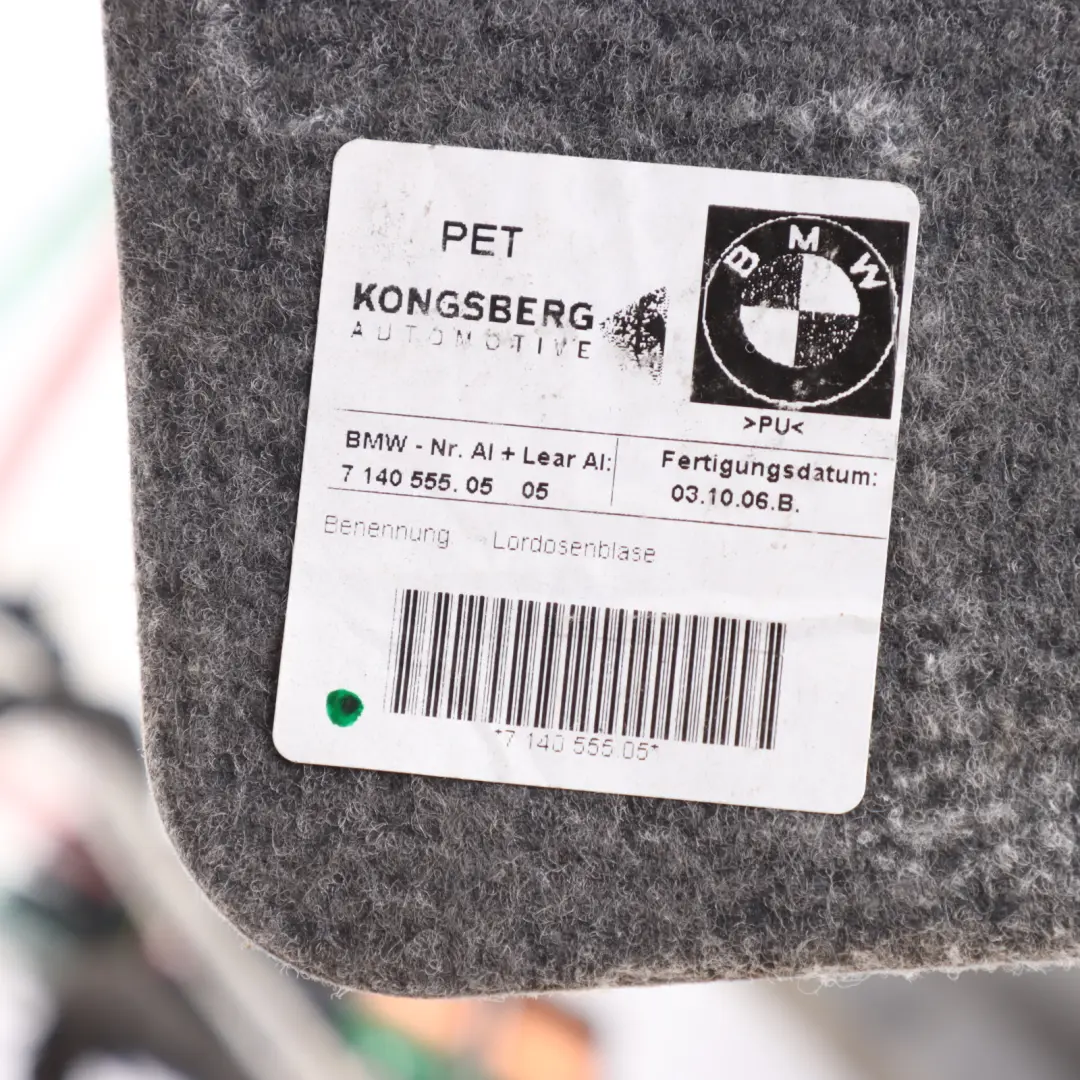 PET
KONGSBERG
AUTOMOTIVE
BMW
>PU<
BMW - Nr. AI + Lear AI:
7 140 555. 05 05
Fertigungsdatum:
03.10.06.B.
Benennung Lordosenblase
*7 140 555 05*